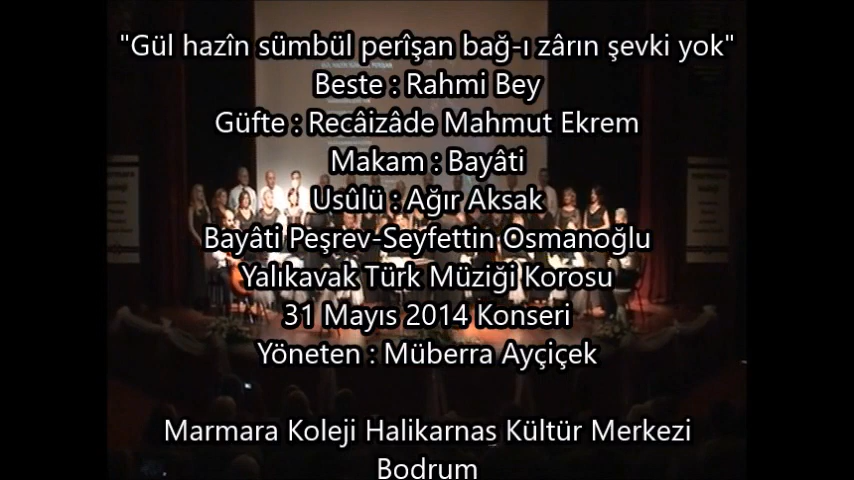 "Gül hazîn sümbül perîşan bağ-ı zârın şevki yok"
Beste : Rahmi Bey
Güfte : Recâizâde Mahmut Ekrem
Makam : Bayâti
Usûlü : Ağır Aksak
Bayâti Peşrev-Seyfettin Osmanoğlu
Yalıkavak Türk Müziği Korosu
31 Mayıs 2014 Konseri
Yöneten : Müberra Ayçiçek
Marmara Koleji Halikarnas Kültür Merkezi
Bodrum